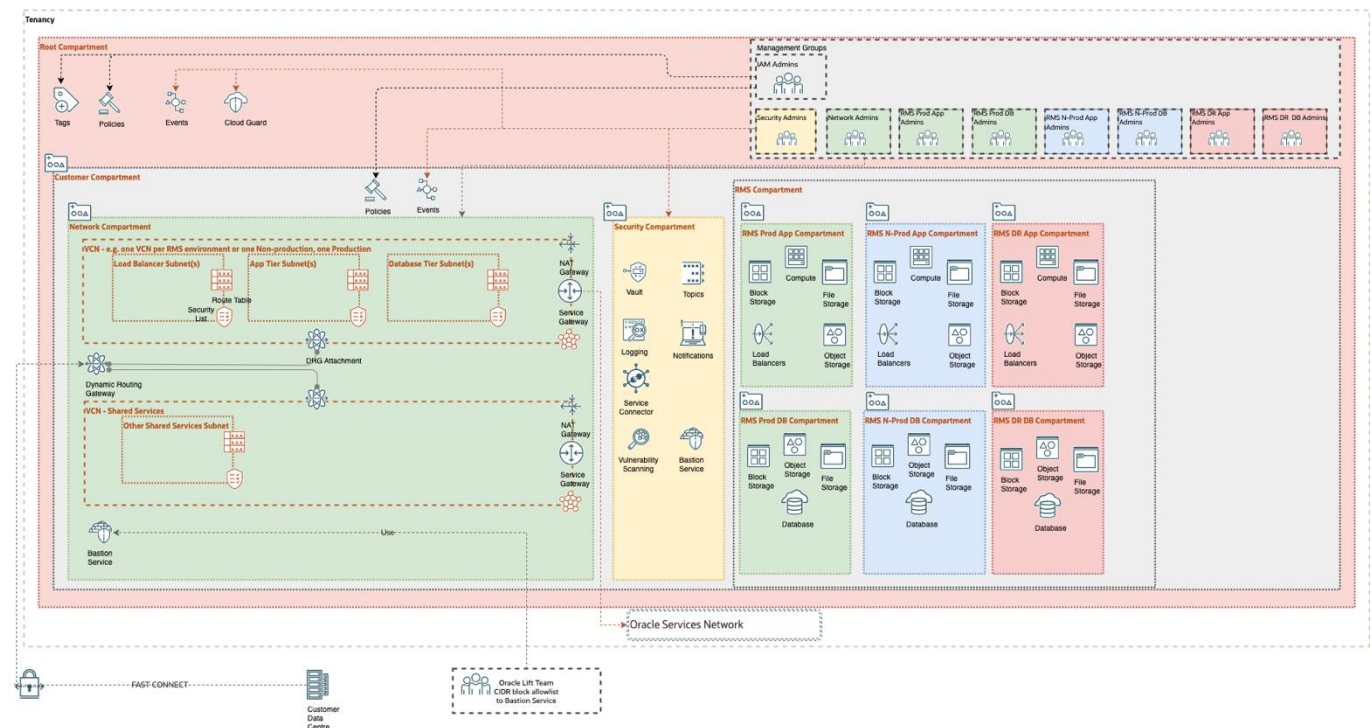 Tenancy
Root Compartment
Tags
Policies
Events
Cloud Guard
Management Groups
IAM Admins
Security Admins
Network Admins
RMS Prod App
Admins
RMS Prod DB
Admins
RMS N-Prod App
Admins
RMS N-Prod DB
Admins
RMS DR App
Admins
RMS DR DB Admins
Customer Compartment
Policies
Events
Network Compartment
VCN - e.g. one VCN per RMS environment or one Non-production, one Production
Load Balancer Subnet(s)
Route Table
Security
List
App Tier Subnet(s)
Database Tier Subnet(s)
NAT
Gateway
Service
Gateway
DRG Attachment
Dynamic Routing
Gateway
VCN - Shared Services
Other Shared Services Subnet
NAT
Gateway
Service
Gateway
Bastion
Service
Use
Security Compartment
Vault
Topics
Logging
Notifications
Service
Connector
Vulnerability
Scanning
Bastion
Service
RMS Compartment
RMS Prod App Compartment
Compute
Block
Storage
File
Storage
Load
Balancers
Object
Storage
RMS N-Prod App Compartment
Compute
Block
Storage
File
Storage
Load
Balancers
Object
Storage
RMS DR App Compartment
Compute
Block
Storage
File
Storage
Load
Balancers
Object
Storage
RMS Prod DB Compartment
Object
Storage
Block
Storage
File
Storage
Database
RMS N-Prod DB Compartment
Object
Storage
Block
Storage
File
Storage
Database
RMS DR DB Compartment
Object
Storage
Block
Storage
File
Storage
Database
Oracle Services Network
FAST CONNECT
Customer
Data
Centre
Oracle Lift Team
CIDR block allowlist
to Bastion Service